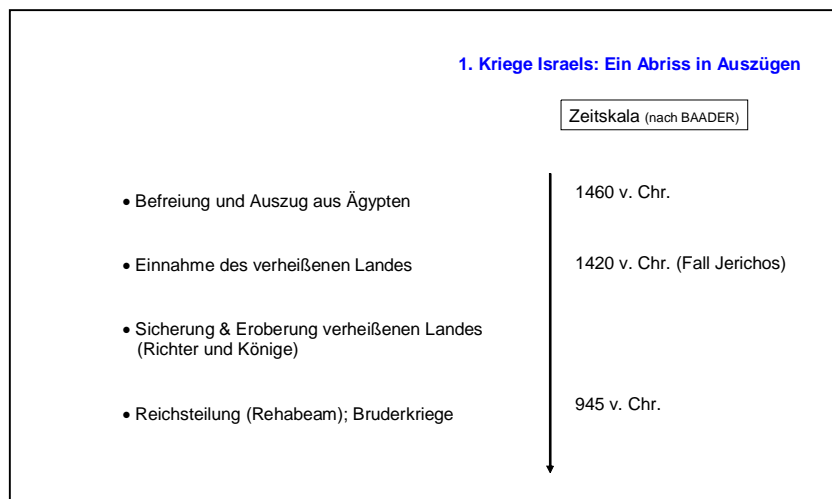 1. Kriege Israels: Ein Abriss in Auszügen
Zeitskala (nach BAADER)
• Befreiung und Auszug aus Ägypten
1460 v. Chr.
• Einnahme des verheißenen Landes
1420 v. Chr. (Fall Jerichos)
• Sicherung & Eroberung verheißenen Landes
(Richter und Könige)
• Reichsteilung (Rehabeam); Bruderkriege
945 v. Chr.